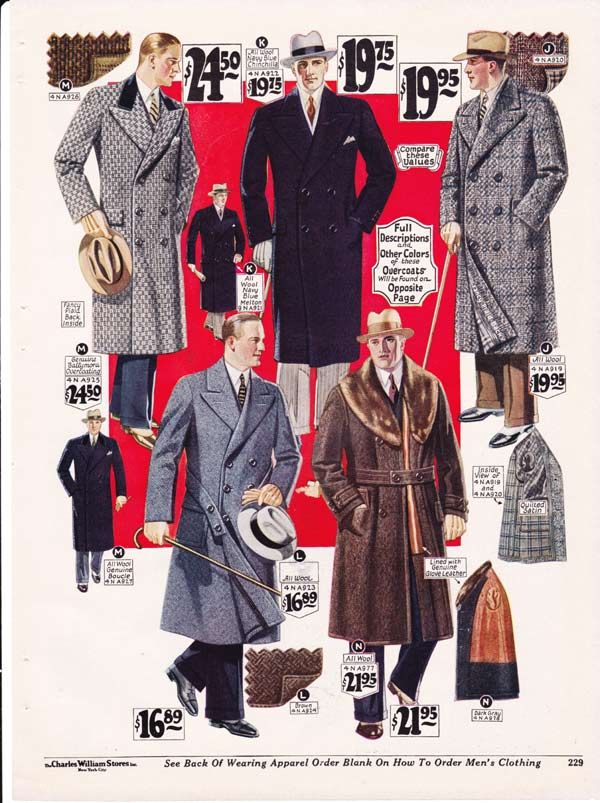 M
4NA926
$24.50
K
All Wool
Navy Blue
Chinchilla
4NA922
$19.75
$19.75
$19.95
J
4NA920
Compare
these
Values
Full
Descriptions
and
Other Colors
of these
Overcoats
Will be Found on
Opposite
Page
K
All
Wool
Navy
Blue
Melton
9NA921
Fancy
Plaid
Back
Inside
M
Genuine
Ballymora
Overcoating
4NA925
$24.50
J
All Wool
4NA919
$19.95
Inside
View of
4NA919
and
4NA920
Quilted
Satin
M
All Wool
Genuine
Boucle
4NA927
L
All Wool
4NA923
$16.89
Lined with
Genuine
Glove Leather
N
All Wool
4NA977
$21.95
L
Brown
4NA924
N
Dark Gray
4NA978
$16.89
$21.95
The Charles William Stores Inc.
New York City
See Back Of Wearing Apparel Order Blank On How To Order Men's Clothing
229